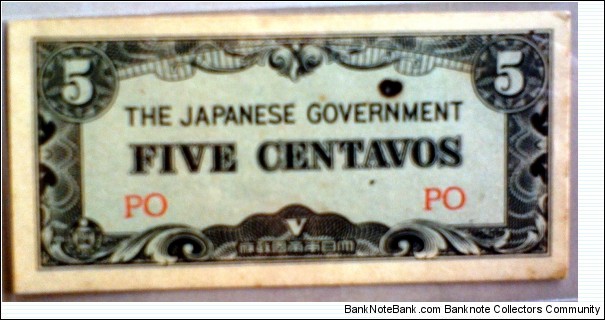 5 5
THE JAPANESE GOVERNMENT
FIVE CENTAVOS
PO PO
V
BankNoteBank.com Banknote Collectors Community